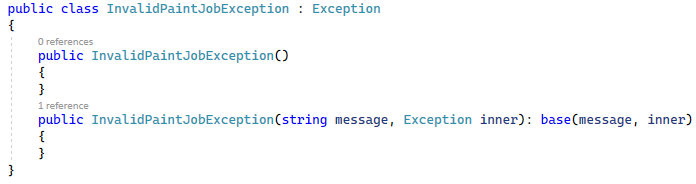 public class InvalidPaintJobException : Exception
{
0 references
public InvalidPaintJobException()
{
}
1 reference
public InvalidPaintJobException(string message, Exception inner): base(message, inner)
{
}
}